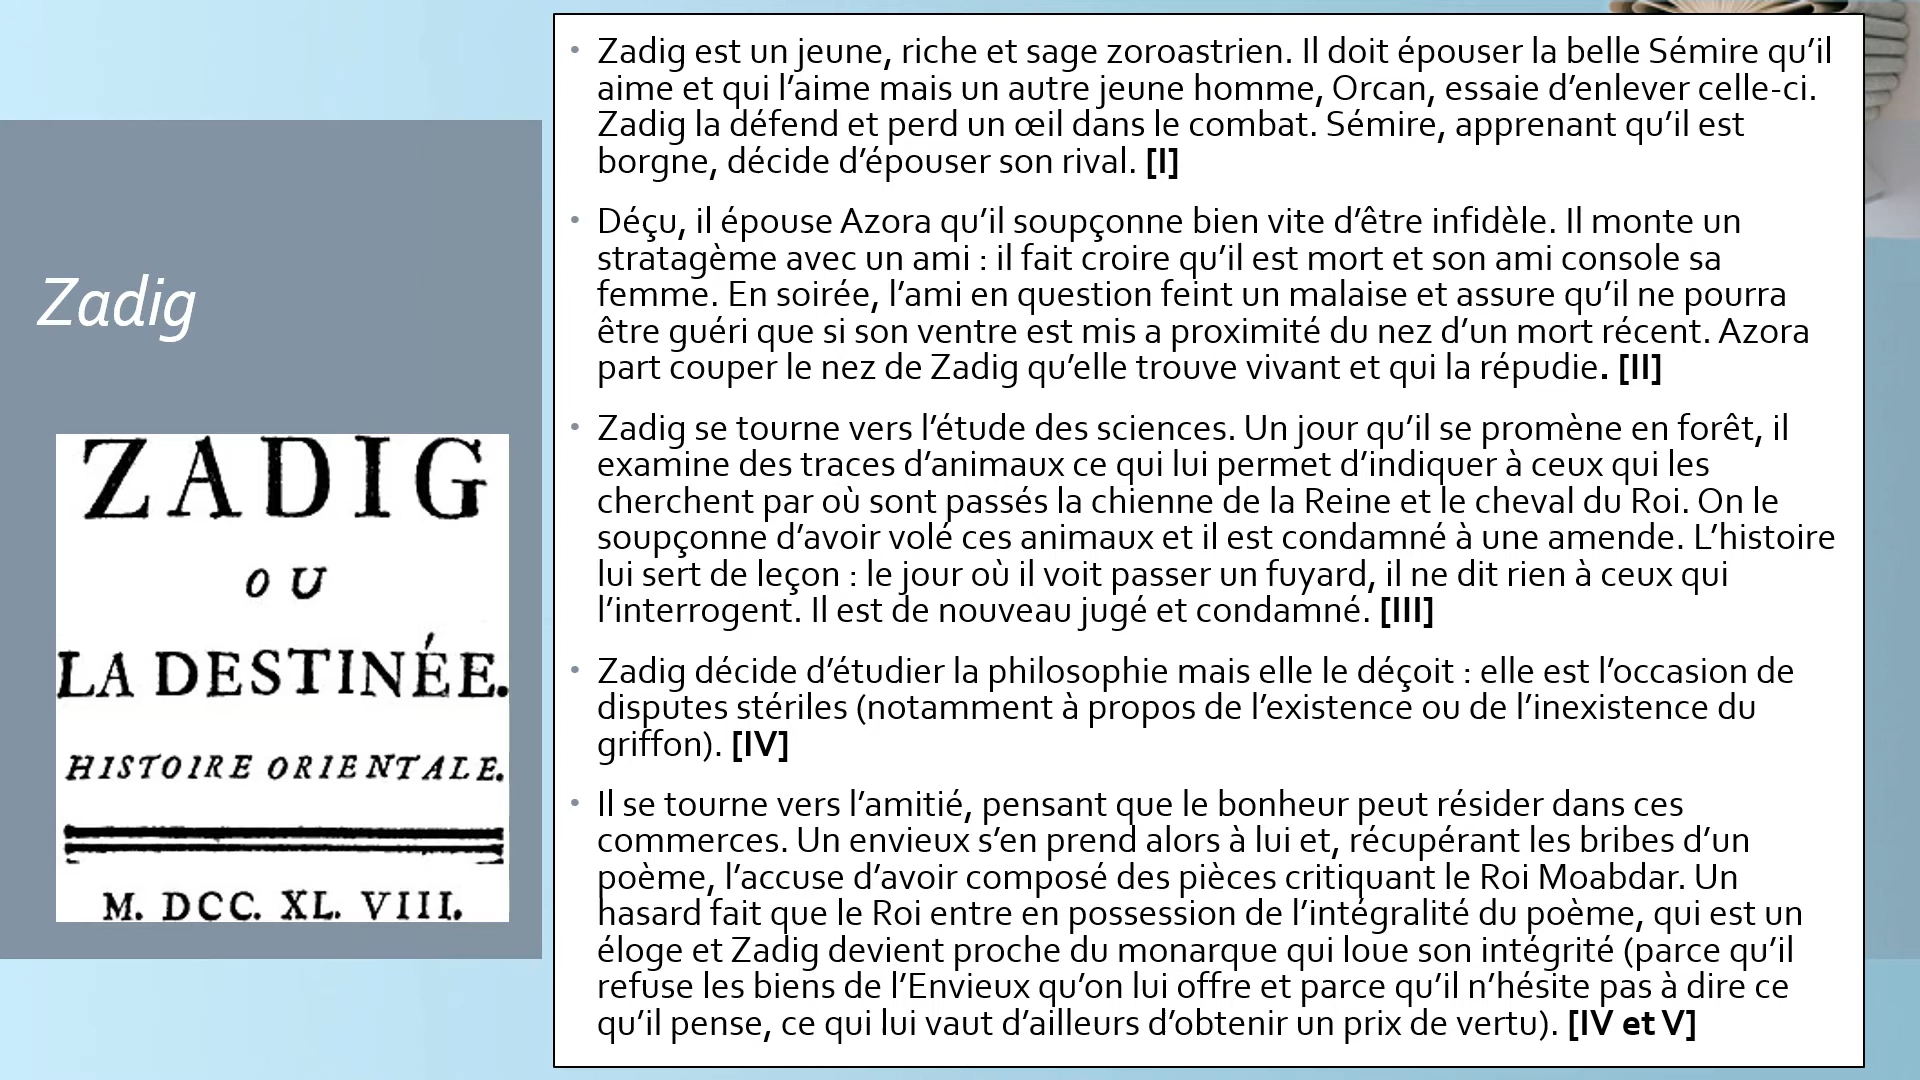 Zadig
ZADIG
OU
LA DESTINÉE.
HISTOIRE ORIENTALE.
M. DCC. XL. VIII.
• Zadig est un jeune, riche et sage zoroastrien. Il doit épouser la belle Sémire qu’il
aime et qui l’aime mais un autre jeune homme, Orcan, essaie d’enlever celle-ci.
Zadig la défend et perd un œil dans le combat. Sémire, apprenant qu’il est
borgne, décide d’épouser son rival. [I]
• Déçu, il épouse Azora qu’il soupçonne bien vite d’être infidèle. Il monte un
stratagème avec un ami : il fait croire qu’il est mort et son ami console sa
femme. En soirée, l’ami en question feint un malaise et assure qu’il ne pourra
être guéri que si son ventre est mis a proximité du nez d’un mort récent. Azora
part couper le nez de Zadig qu’elle trouve vivant et qui la répudie. [II]
• Zadig se tourne vers l’étude des sciences. Un jour qu’il se promène en forêt, il
examine des traces d’animaux ce qui lui permet d’indiquer à ceux qui les
cherchent par où sont passés la chienne de la Reine et le cheval du Roi. On le
soupçonne d’avoir volé ces animaux et il est condamné à une amende. L’histoire
lui sert de leçon : le jour où il voit passer un fuyard, il ne dit rien à ceux qui
l’interrogent. Il est de nouveau jugé et condamné. [III]
• Zadig décide d’étudier la philosophie mais elle le déçoit : elle est l’occasion de
disputes stériles (notamment à propos de l’existence ou de l’inexistence du
griffon). [IV]
• Il se tourne vers l’amitié, pensant que le bonheur peut résider dans ces
commerces. Un envieux s’en prend alors à lui et, récupérant les bribes d’un
poème, l’accuse d’avoir composé des pièces critiquant le Roi Moabdar. Un
hasard fait que le Roi entre en possession de l’intégralité du poème, qui est un
éloge et Zadig devient proche du monarque qui loue son intégrité (parce qu’il
refuse les biens de l’Envieux qu’on lui offre et parce qu’il n’hésite pas à dire ce
qu’il pense, ce qui lui vaut d’ailleurs d’obtenir un prix de vertu). [IV et V]